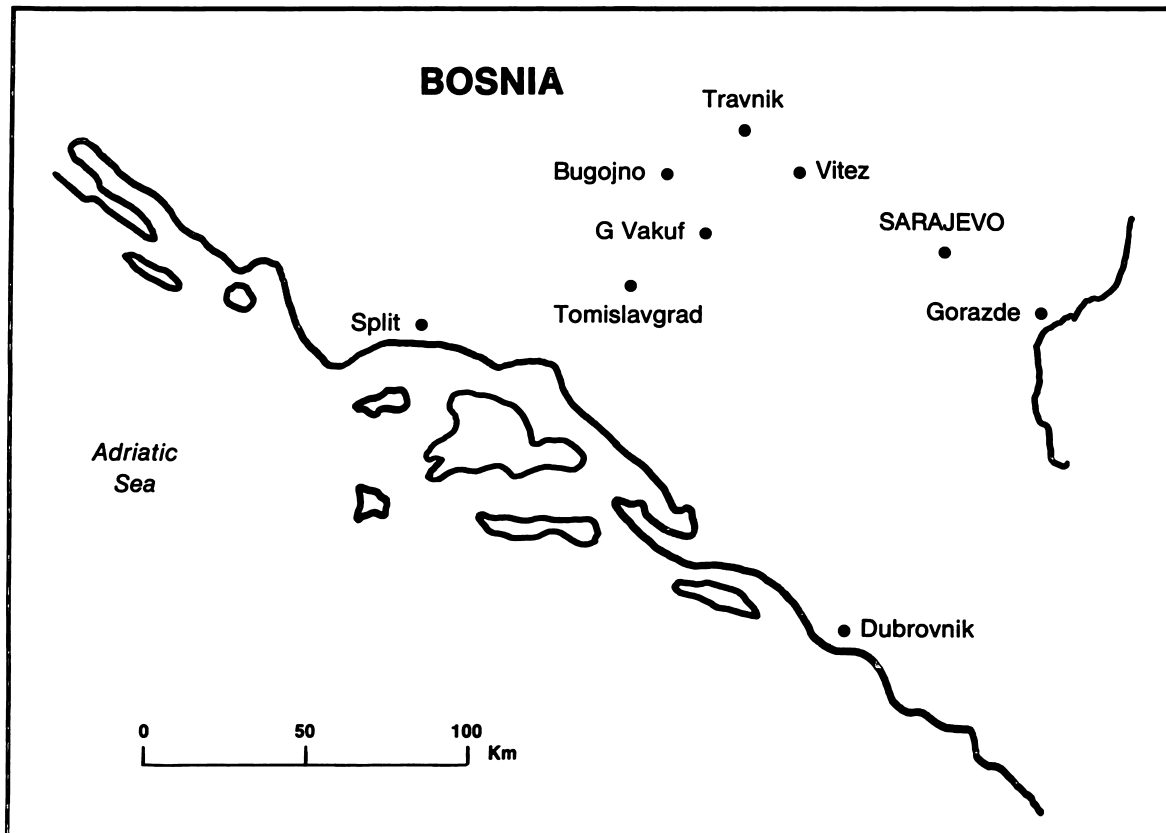 BOSNIA
Travnik
Bugojno
Vitez
G Vakuf
SARAJEVO
Tomislavgrad
Gorazde
Split
Adriatic
Sea
Dubrovnik
0 50 100
Km